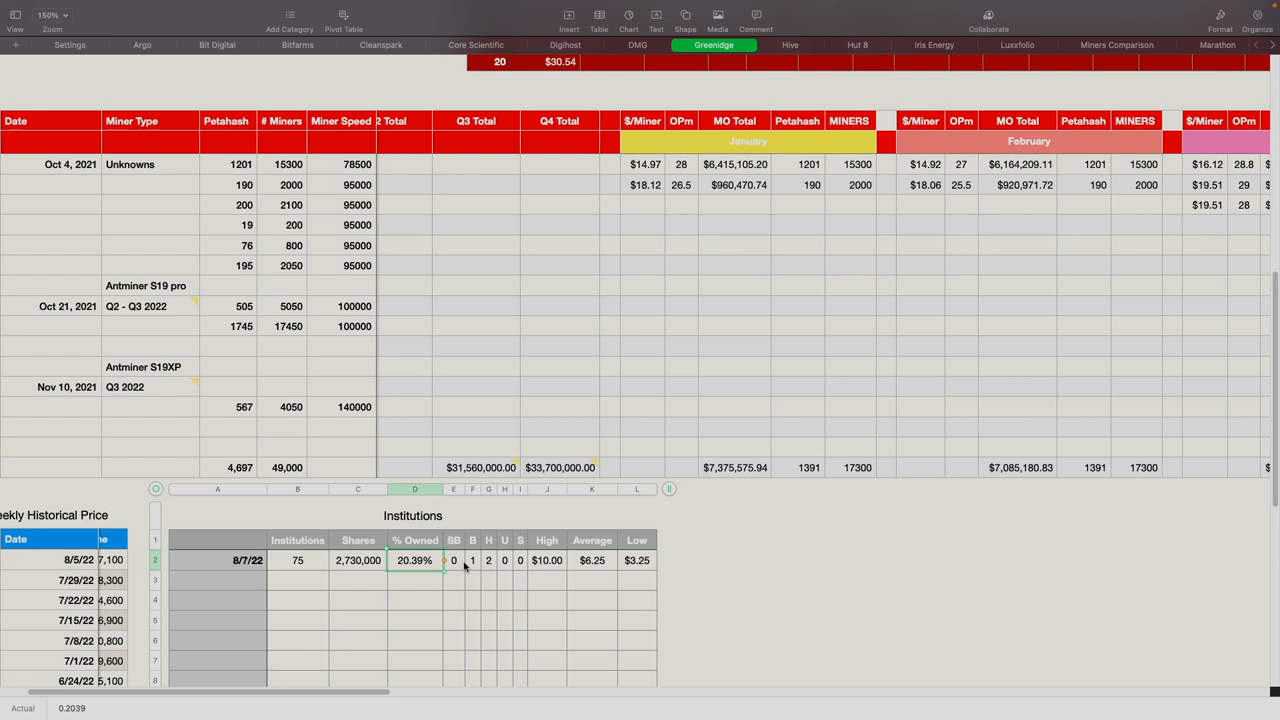 View 150% Zoom Add Category Pivot Table Insert Table Chart Text Shape Media Comment Collaborate Format Organize
+ Settings Argo Bit Digital Bitfarms Cleanspark Core Scientific Digihost DMG Greenidge Hive Hut 8 Iris Energy Luxxfolio Miners Comparison Marathon
20 $30.54
Date Miner Type Petahash # Miners Miner Speed 2 Total Q3 Total Q4 Total $/Miner OPm MO Total Petahash MINERS $/Miner OPm MO Total Petahash MINERS $/Miner OPm
January February
Oct 4, 2021 Unknowns 1201 15300 78500 $14.97 28 $6,415,105.20 1201 15300 $14.92 27 $6,164,209.11 1201 15300 $16.12 28.8 $
190 2000 95000 $18.12 26.5 $960,470.74 190 2000 $18.06 25.5 $920,971.72 190 2000 $19.51 29 $
200 2100 95000 $19.51 28 $
19 200 95000
76 800 95000
195 2050 95000
Antminer S19 pro
Oct 21, 2021 Q2 - Q3 2022 505 5050 100000
1745 17450 100000
Antminer S19XP
Nov 10, 2021 Q3 2022
567 4050 140000
4,697 49,000 $31,560,000.00 $33,700,000.00 $7,375,575.94 1391 17300 $7,085,180.83 1391 17300
A B C D E F G H I J K L
eekly Historical Price Institutions
Date ne 1 Institutions Shares % Owned SB B H U S High Average Low
8/5/22 7,100 2 8/7/22 75 2,730,000 20.39% 0 1 2 0 0 $10.00 $6.25 $3.25
7/29/22 8,300 3
7/22/22 4,600 4
7/15/22 6,900 5
7/8/22 0,800 6
7/1/22 9,600 7
6/24/22 5,100 8
Actual 0.2039